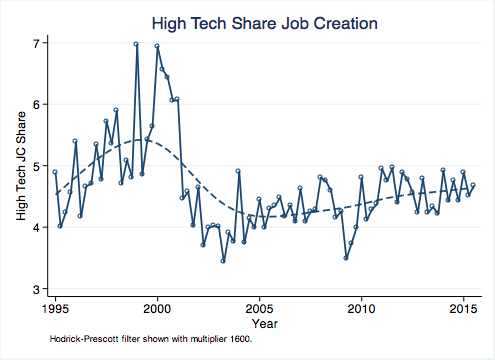 High Tech Share Job Creation
High Tech JC Share
7
6
5
4
3
1995 2000 2005 2010 2015
Year
Hodrick-Prescott filter shown with multiplier 1600.